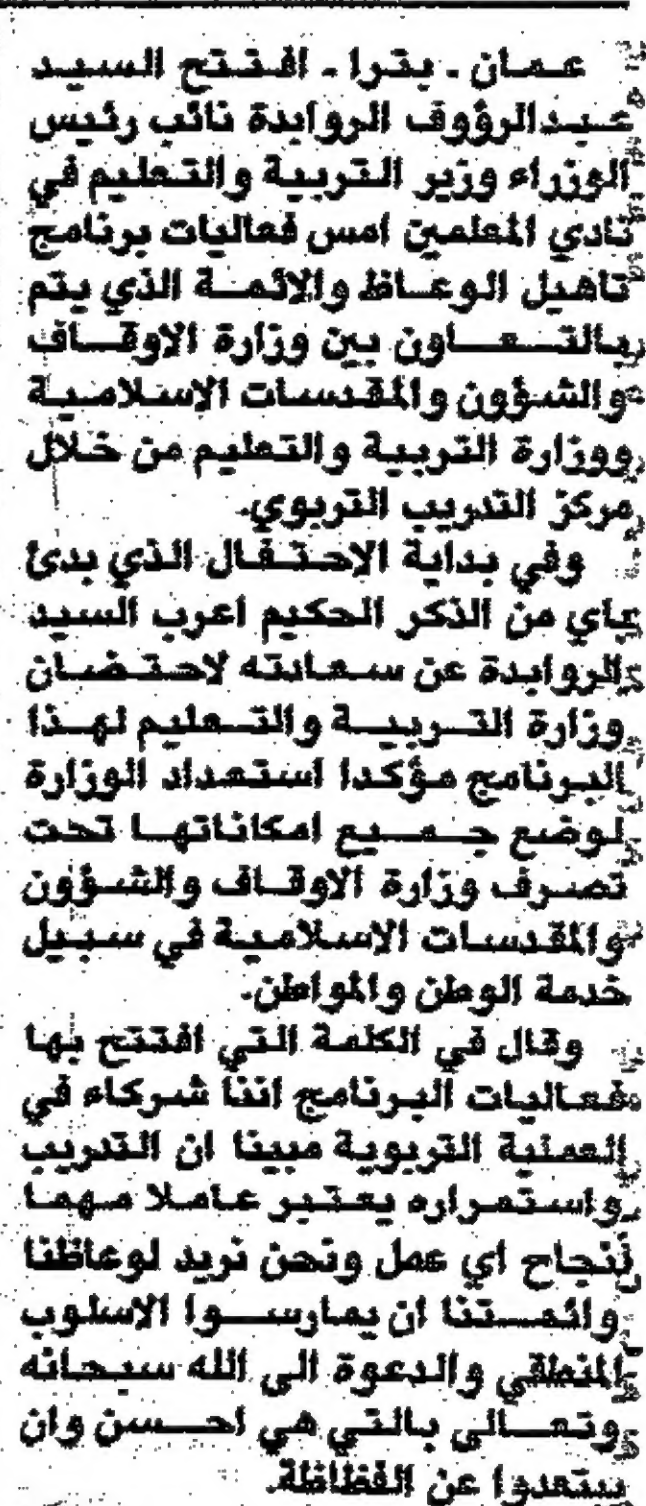 عمان ـ بترا ـ افتتح السيد
عبدالرؤوف الروابدة نائب رئيس
الوزراء وزير التربية والتعليم في
نادي المعلمين امس فعاليات برنامج
تاهيل الوعاظ والائمة الذي يتم
بالتعاون بين وزارة الاوقاف
والشؤون والمقدسات الاسلامية
ووزارة التربية والتعليم من خلال
مركز التدريب التربوي.
وفي بداية الاحتفال الذي بدئ
باي من الذكر الحكيم اعرب السيد
الروابدة عن سعادته لاحتضان
وزارة التربية والتعليم لهذا
البرنامج مؤكدا استعداد الوزارة
لوضع جميع امكاناتها تحت
تصرف وزارة الاوقاف والشؤون
والمقدسات الاسلامية في سبيل
خدمة الوطن والمواطن.
وقال في الكلمة التي افتتح بها
فعاليات البرنامج اننا شركاء في
العملية التربوية مبينا ان التدريب
واستمراره يعتبر عاملا مهما
لنجاح اي عمل ونحن نريد لوعاظنا
وائمتنا ان يمارسوا الاسلوب
المنطقي والدعوة الى الله سبحانه
وتعالى بالتي هي احسن وان
يبتعدوا عن الفظاظة.